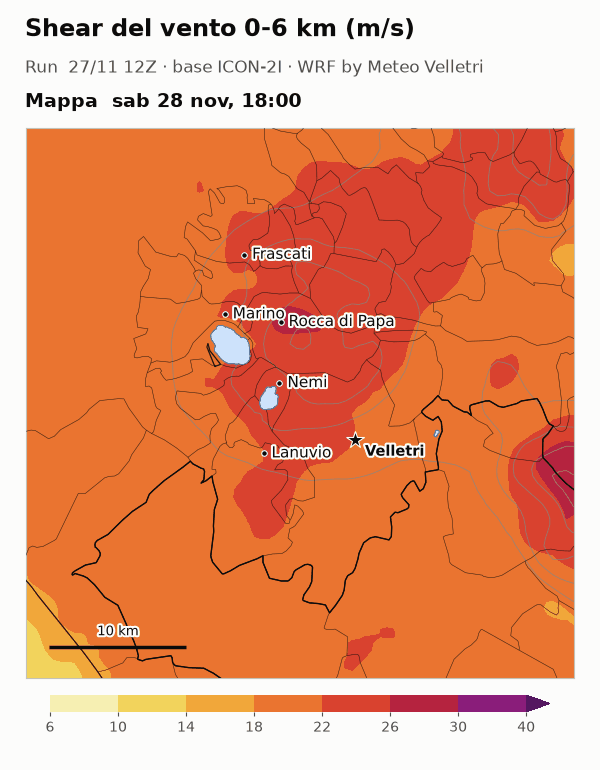 Shear del vento 0-6 km (m/s)
Run  27/11 12Z · base ICON-2I · WRF by Meteo Velletri
Mappa  sab 28 nov, 18:00
Frascati
Marino
Rocca di Papa
Nemi
Velletri
Lanuvio
10 km
6 10 14 18 22 26 30 40